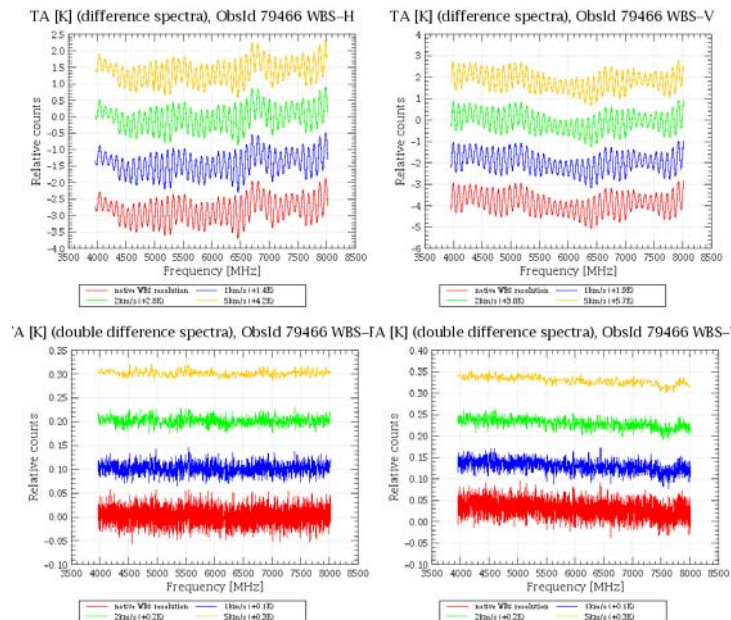 TA [K] (difference spectra), ObsId 79466 WBS–H
2.5
2.0
1.5
1.0
0.5
0.0
-0.5
-1.0
-1.5
-2.0
-2.5
-3.0
-3.5
-4.0
Relative counts
3500 4000 4500 5000 5500 6000 6500 7000 7500 8000 8500
Frequency [MHz]
native WBS resolution
1km/s (+1.4K)
2km/s (+2.8K)
5km/s (+4.2K)
TA [K] (difference spectra), ObsId 79466 WBS–V
4
3
2
1
0
-1
-2
-3
-4
-5
-6
Relative counts
3500 4000 4500 5000 5500 6000 6500 7000 7500 8000 8500
Frequency [MHz]
native WBS resolution
1km/s (+1.9K)
2km/s (+3.8K)
5km/s (+5.7K)
A [K] (double difference spectra), ObsId 79466 WBS–
0.35
0.30
0.25
0.20
0.15
0.10
0.05
0.00
-0.05
-0.10
Relative counts
3500 4000 4500 5000 5500 6000 6500 7000 7500 8000 8500
Frequency [MHz]
native WBS resolution
1km/s (+0.1K)
2km/s (+0.2K)
5km/s (+0.3K)
TA [K] (double difference spectra), ObsId 79466 WBS–
0.40
0.35
0.30
0.25
0.20
0.15
0.10
0.05
0.00
-0.05
-0.10
Relative counts
3500 4000 4500 5000 5500 6000 6500 7000 7500 8000 8500
Frequency [MHz]
native WBS resolution
1km/s (+0.1K)
2km/s (+0.2K)
5km/s (+0.3K)